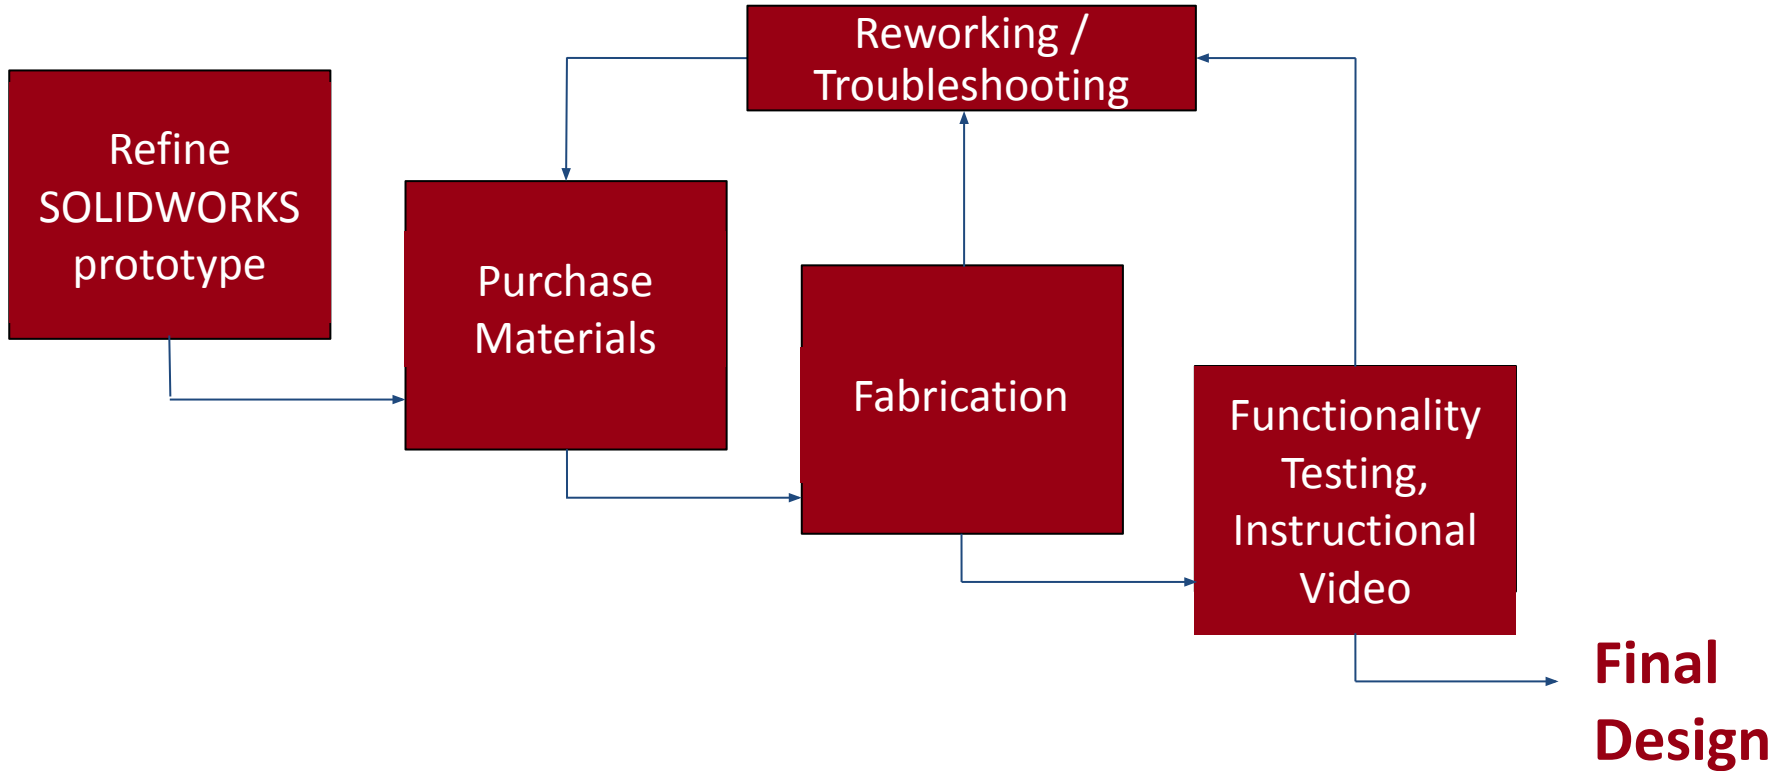 Reworking /
Troubleshooting
Refine
SOLIDWORKS
prototype
Purchase
Materials
Fabrication
Functionality
Testing,
Instructional
Video
Final
Design